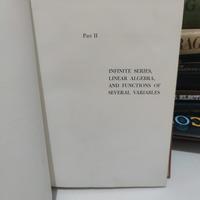 Part II
INFINITE SERIES,
LINEAR ALGEBRA,
AND FUNCTIONS OF
SEVERAL VARIABLES